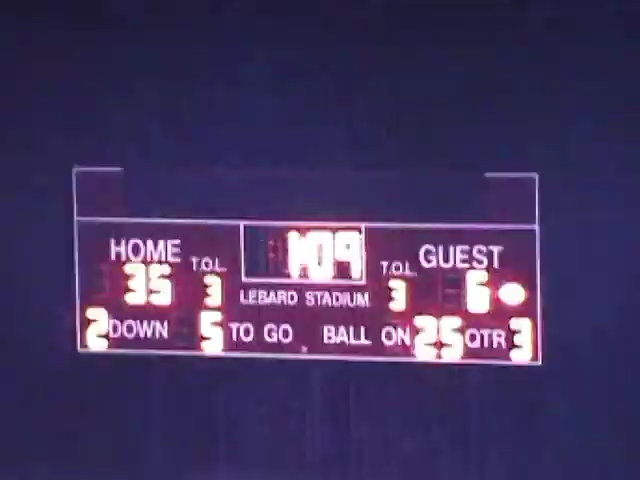 HOME T.O.L. 1:09 T.O.L. GUEST
35 3 LEBARD STADIUM 3 6
2 DOWN 5 TO GO BALL ON 25 QTR 3